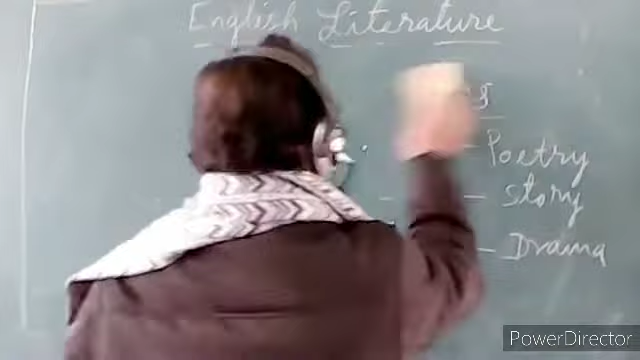 English Literature
- Poetry
- Story
- Drama
PowerDirector